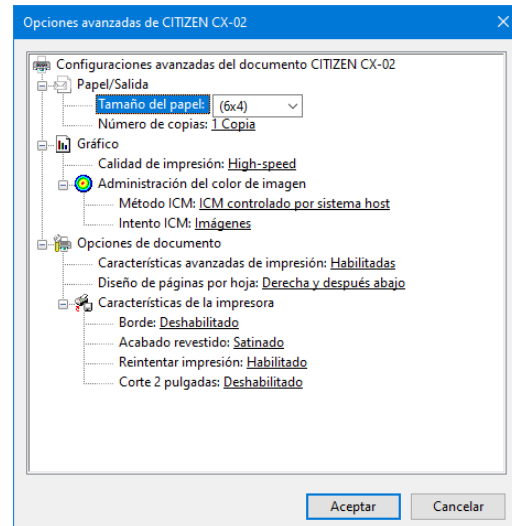 Opciones avanzadas de CITIZEN CX-02
Configuraciones avanzadas del documento CITIZEN CX-02
Papel/Salida
Tamaño del papel: (6x4)
Número de copias: 1 Copia
Gráfico
Calidad de impresión: High-speed
Administración del color de imagen
Método ICM: ICM controlado por sistema host
Intento ICM: Imágenes
Opciones de documento
Características avanzadas de impresión: Habilitadas
Diseño de páginas por hoja: Derecha y después abajo
Características de la impresora
Borde: Deshabilitado
Acabado revestido: Satinado
Reintentar impresión: Habilitado
Corte 2 pulgadas: Deshabilitado
Aceptar Cancelar